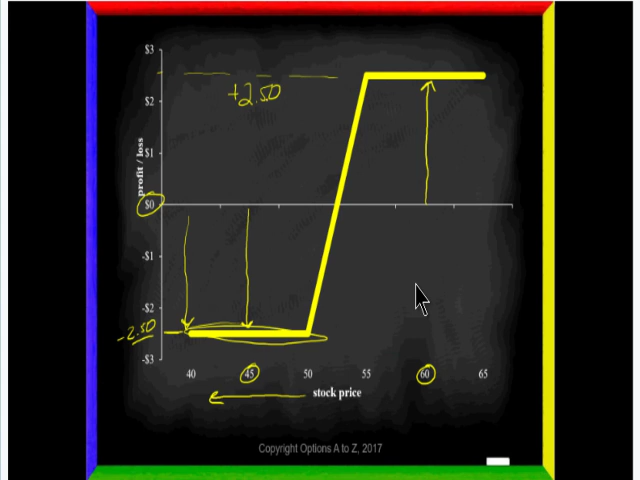 $3
+2.50
$2
$1
profit / loss
$0
-$1
-$2
-2.50
-$3
40 45 50 55 60 65
stock price
Copyright Options A to Z, 2017